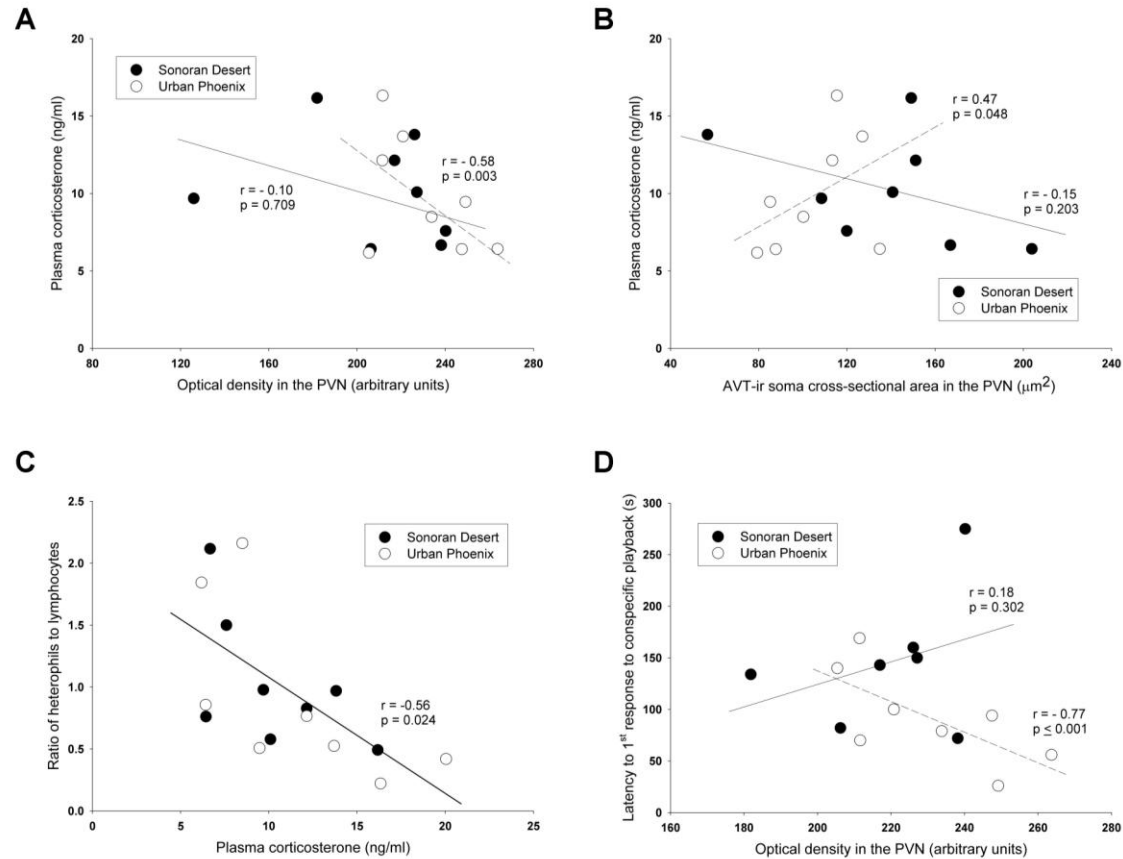 A
Plasma corticosterone (ng/ml)
20
15
10
5
0
Sonoran Desert
Urban Phoenix
r = - 0.10
p = 0.709
r = - 0.58
p = 0.003
80
120
160
200
240
280
Optical density in the PVN (arbitrary units)
B
Plasma corticosterone (ng/ml)
20
15
10
5
0
r = 0.47
p = 0.048
r = - 0.15
p = 0.203
Sonoran Desert
Urban Phoenix
40
80
120
160
200
240
AVT-ir soma cross-sectional area in the PVN (μm²)
C
Ratio of heterophils to lymphocytes
2.5
2.0
1.5
1.0
0.5
0.0
Sonoran Desert
Urban Phoenix
r = -0.56
p = 0.024
0
5
10
15
20
25
Plasma corticosterone (ng/ml)
D
Latency to 1st response to conspecific playback (s)
300
250
200
150
100
50
0
Sonoran Desert
Urban Phoenix
r = 0.18
p = 0.302
r = - 0.77
p ≤ 0.001
160
180
200
220
240
260
280
Optical density in the PVN (arbitrary units)